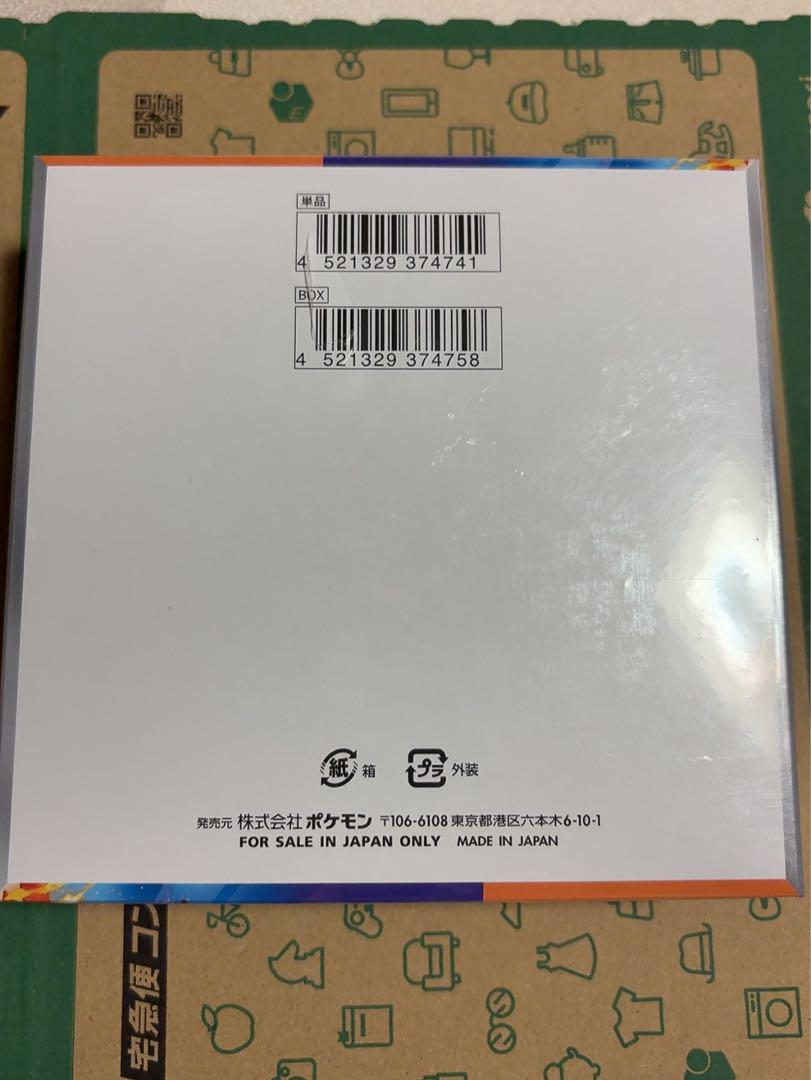 単品
4 521329 374741
BOX
4 521329 374758
紙 箱 プラ 外装
発売元 株式会社ポケモン 〒106-6108 東京都港区六本木6-10-1
FOR SALE IN JAPAN ONLY MADE IN JAPAN
宅急便コン
E